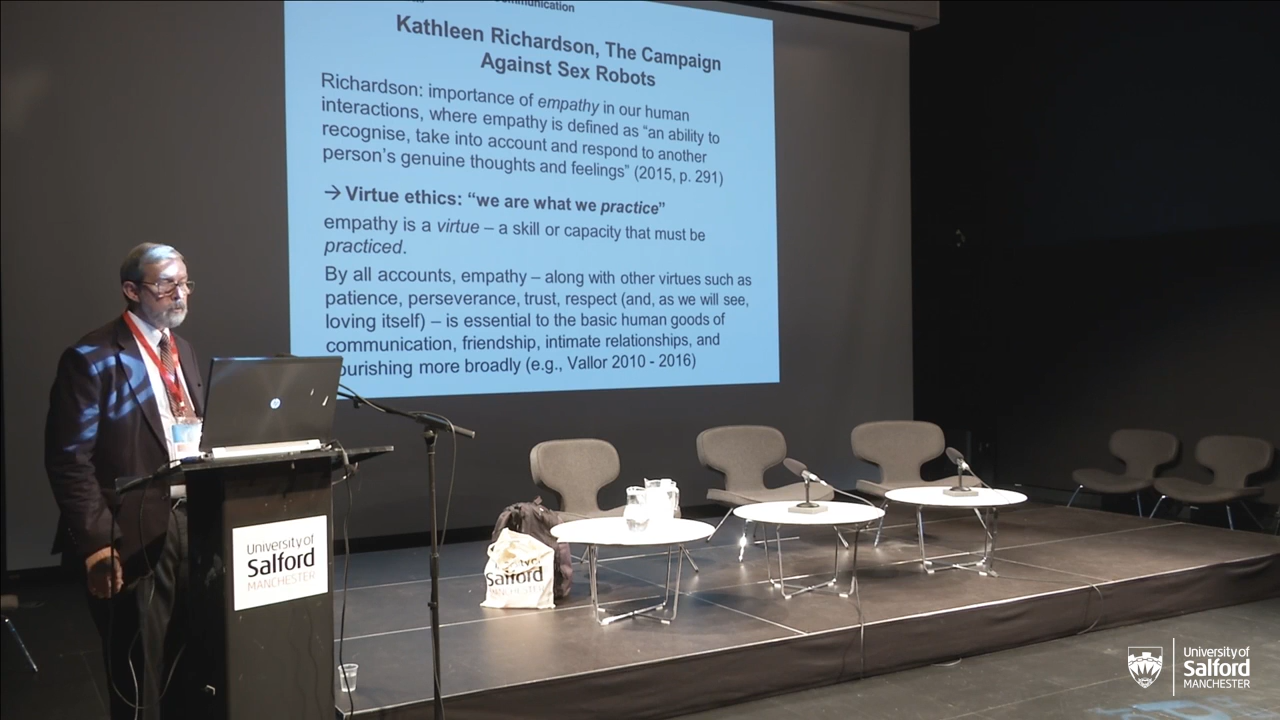 Kathleen Richardson, The Campaign
Against Sex Robots
Richardson: importance of empathy in our human
interactions, where empathy is defined as “an ability to
recognise, take into account and respond to another
person’s genuine thoughts and feelings” (2015, p. 291)
→ Virtue ethics: “we are what we practice”
empathy is a virtue – a skill or capacity that must be
practiced.
By all accounts, empathy – along with other virtues such as
patience, perseverance, trust, respect (and, as we will see,
loving itself) – is essential to the basic human goods of
communication, friendship, intimate relationships, and
more broadly (e.g., Vallor 2010 - 2016)
University of
Salford
MANCHESTER
Salford
MANCHESTER
University of
Salford
MANCHESTER